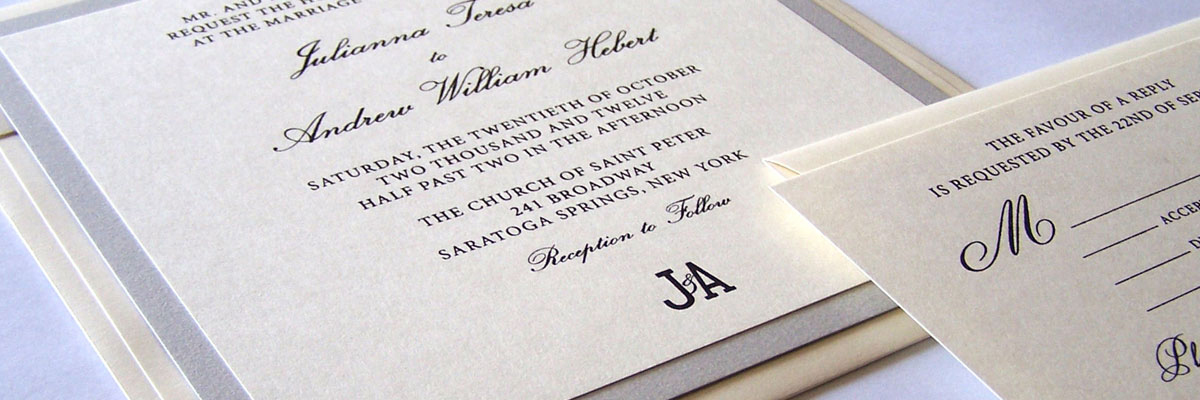 MR. AND
REQUEST THE
AT THE MARRIAGE
Julianna Teresa
to
Andrew William Hebert
SATURDAY, THE TWENTIETH OF OCTOBER
TWO THOUSAND AND TWELVE
HALF PAST TWO IN THE AFTERNOON
THE CHURCH OF SAINT PETER
241 BROADWAY
SARATOGA SPRINGS, NEW YORK
Reception to Follow
J&A
THE FAVOUR OF A REPLY
IS REQUESTED BY THE 22ND OF
M